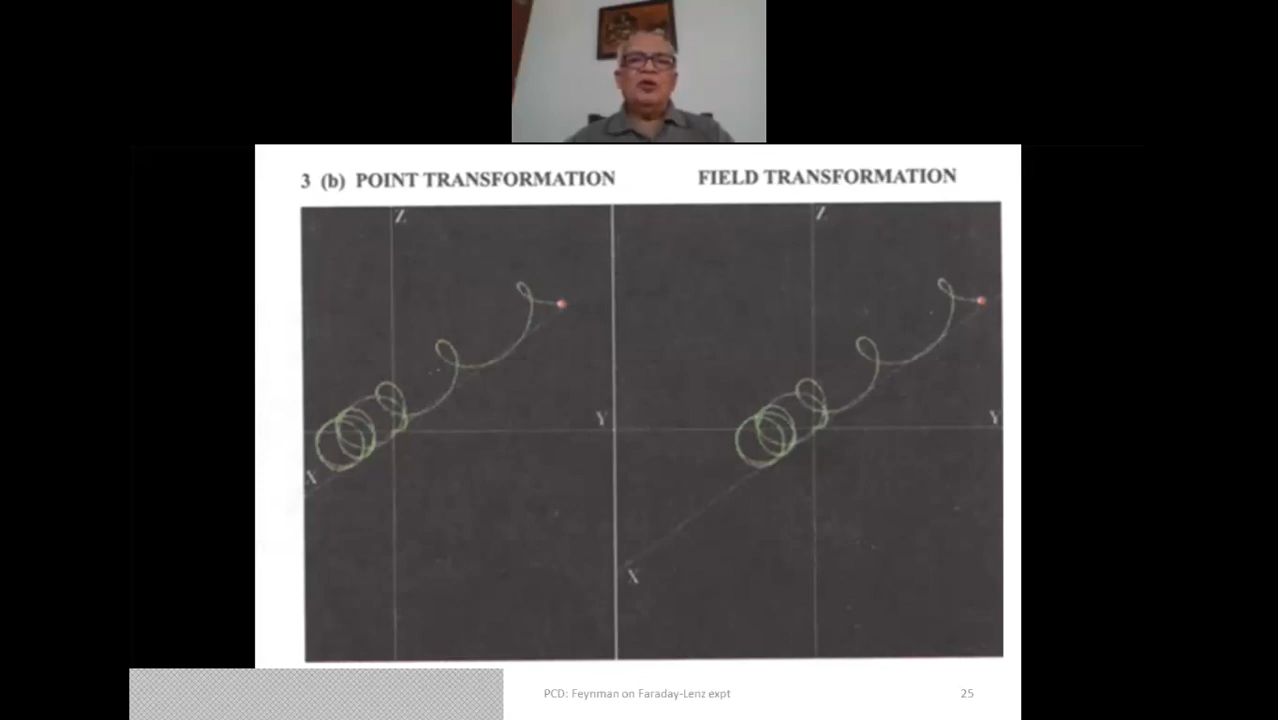 3 (b) POINT TRANSFORMATION
FIELD TRANSFORMATION
Z
Z
Y
Y
X
X
PCD: Feynman on Faraday-Lenz expt
25